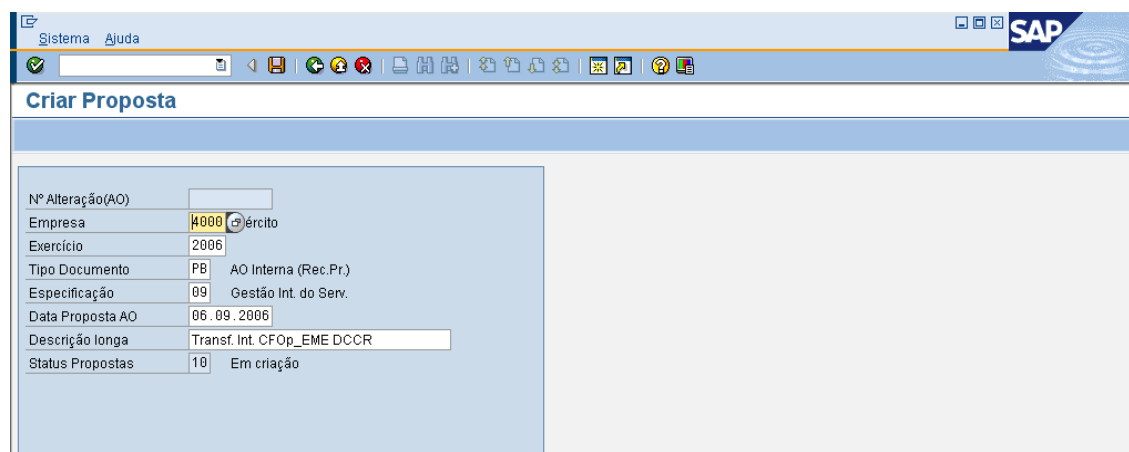 Sistema Ajuda
SAP
Criar Proposta
Nº Alteração(AO)
Empresa 4000 ército
Exercício 2006
Tipo Documento PB AO Interna (Rec.Pr.)
Especificação 09 Gestão Int. do Serv.
Data Proposta AO 06.09.2006
Descrição longa Transf. Int. CFOp_EME DCCR
Status Propostas 10 Em criação